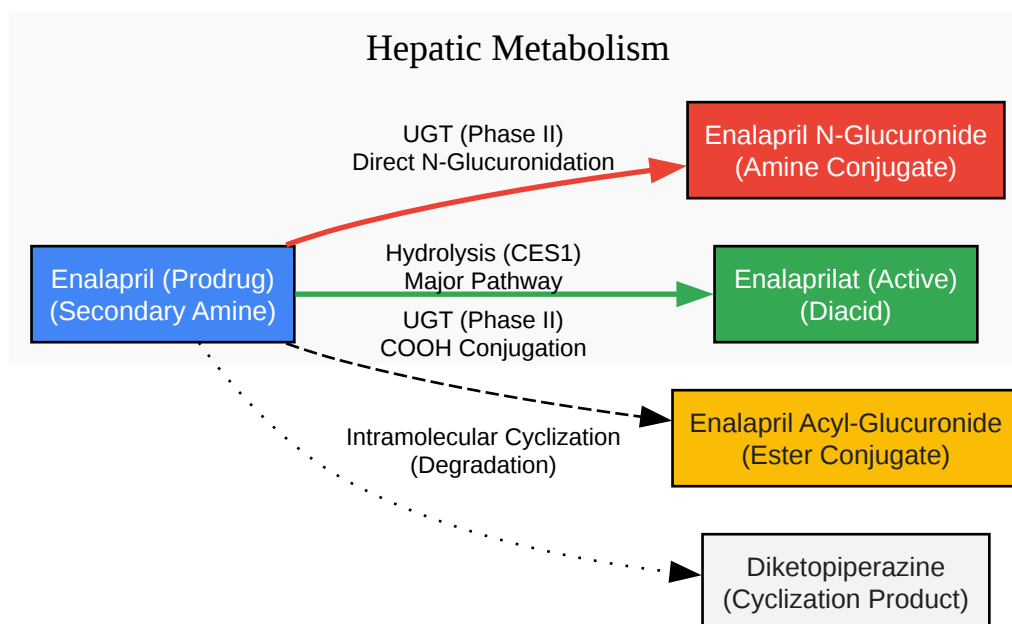 Hepatic Metabolism
UGT (Phase II)
Direct N-Glucuronidation
Enalapril N-Glucuronide
(Amine Conjugate)
Enalapril (Prodrug)
(Secondary Amine)
Hydrolysis (CES1)
Major Pathway
Enalaprilat (Active)
(Diacid)
UGT (Phase II)
COOH Conjugation
Enalapril Acyl-Glucuronide
(Ester Conjugate)
Intramolecular Cyclization
(Degradation)
Diketopiperazine
(Cyclization Product)